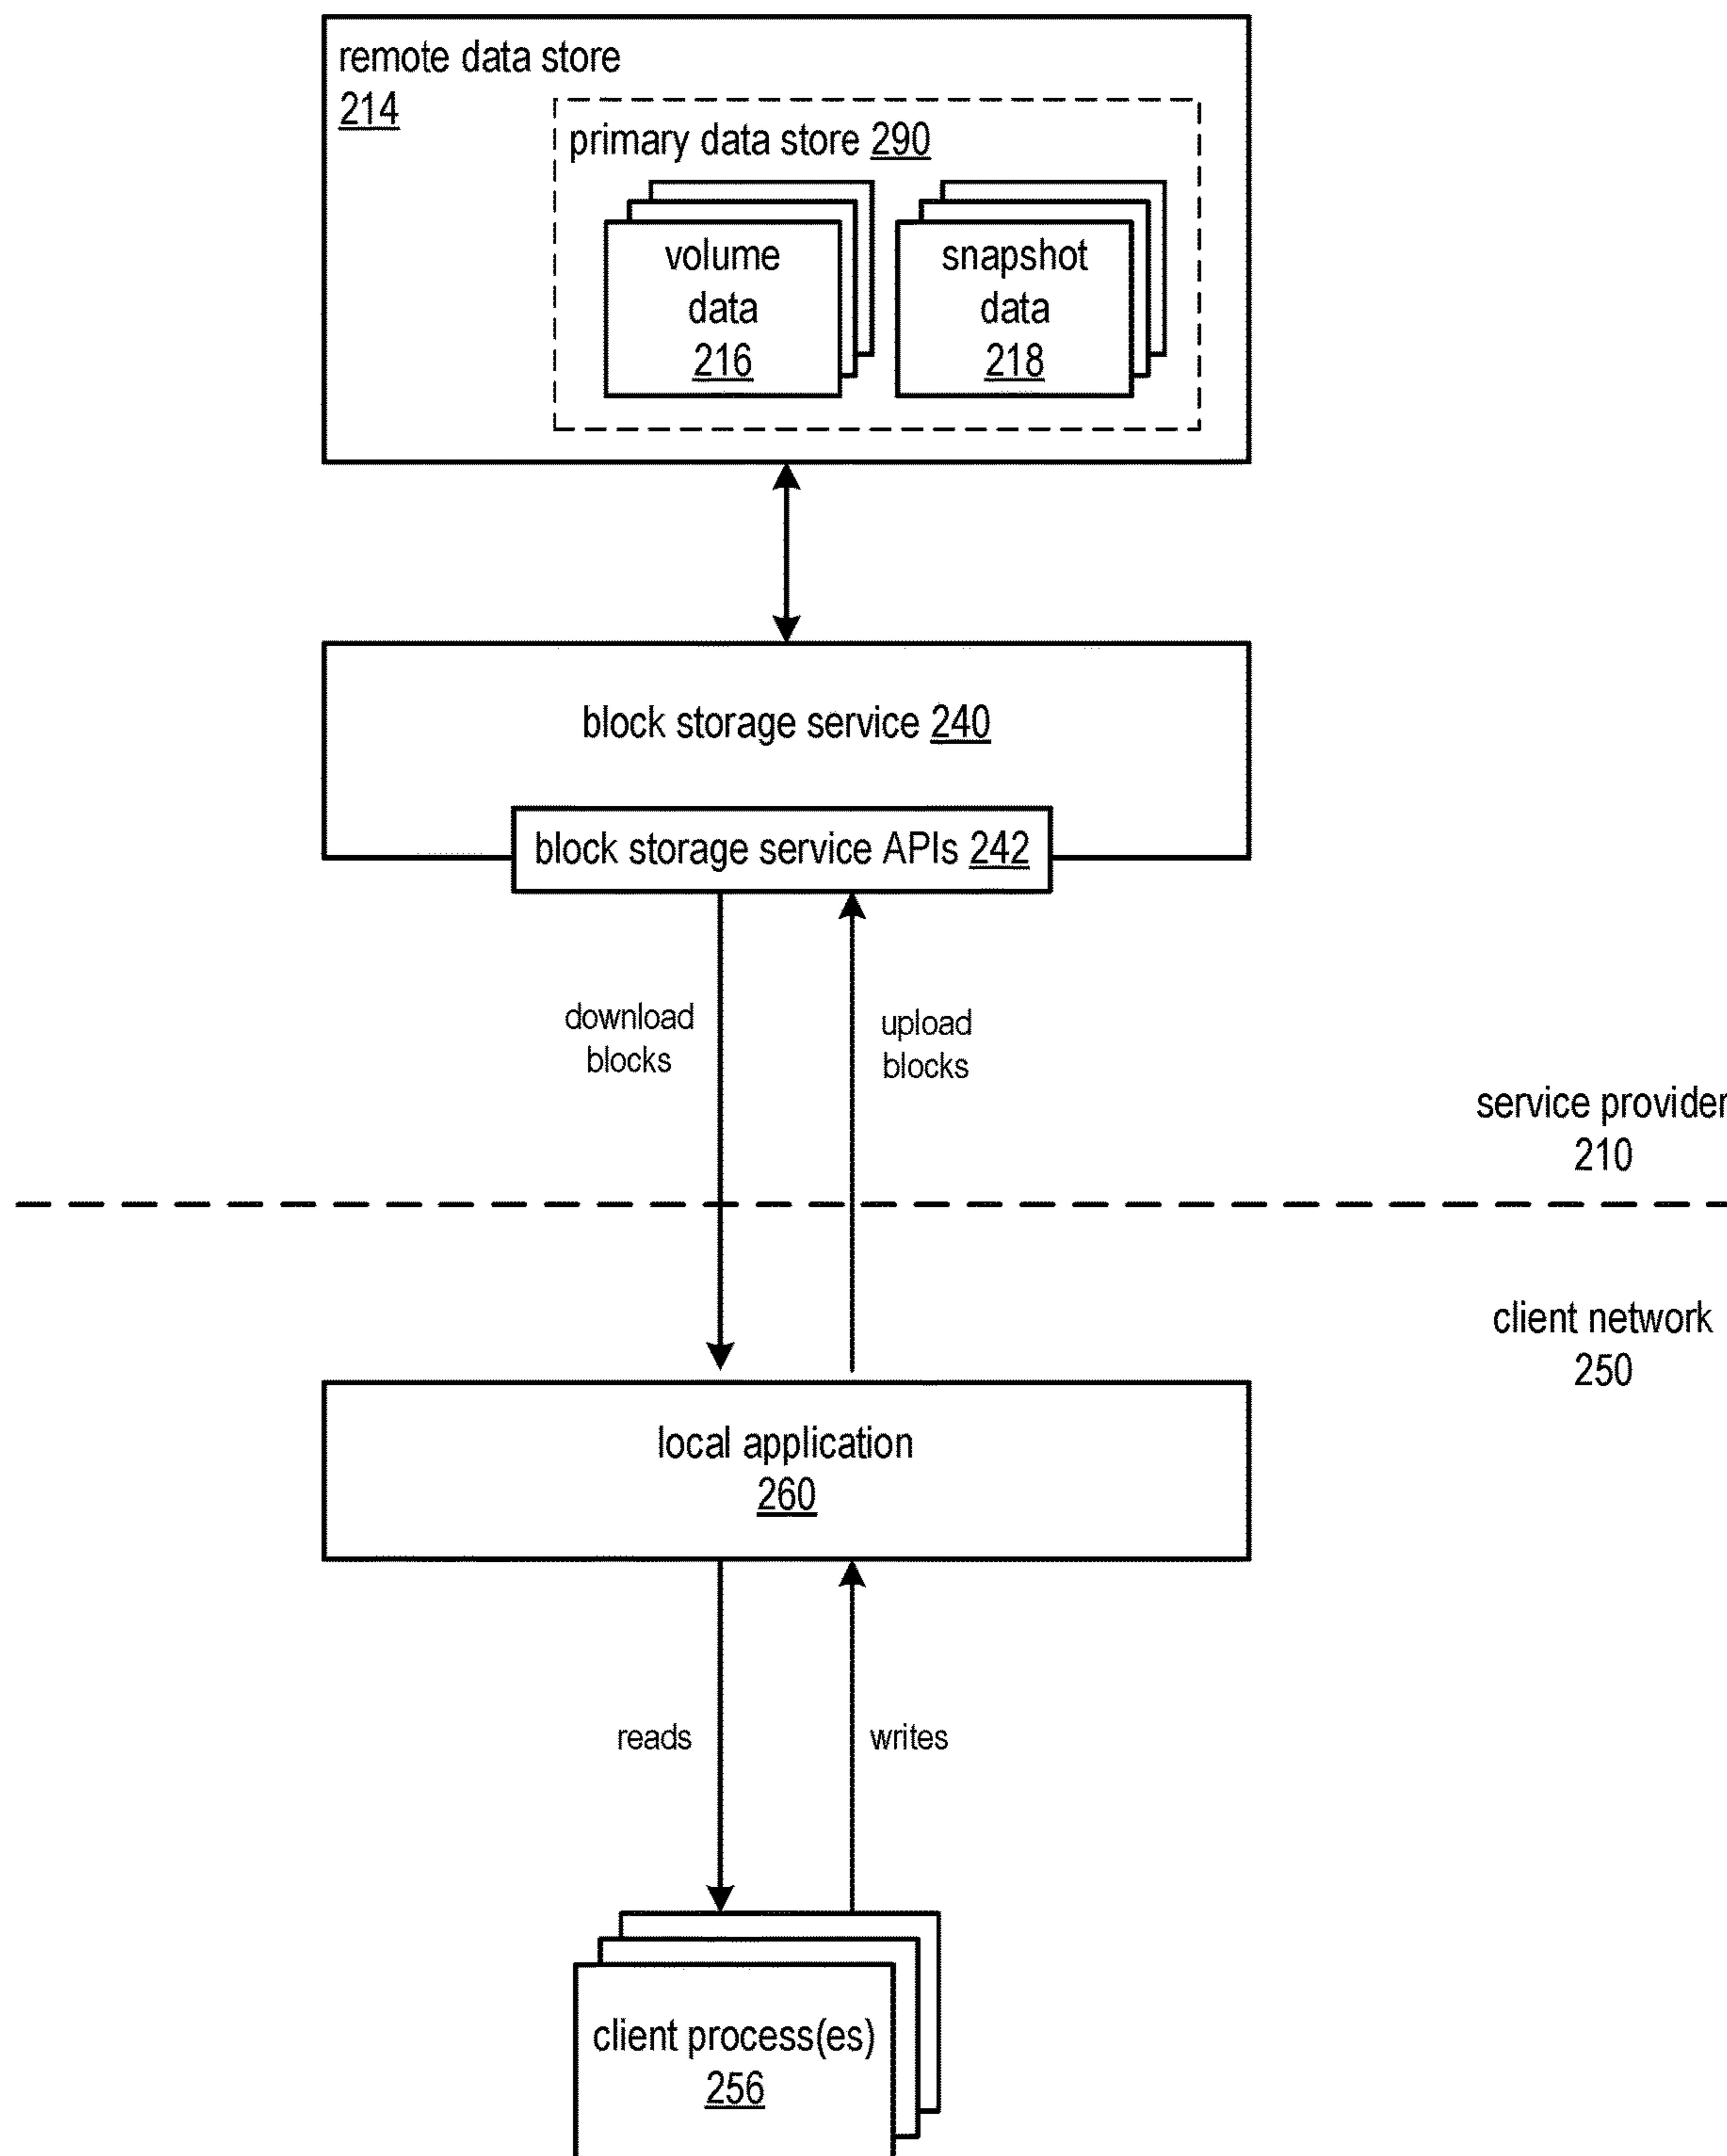 remote data store
214
primary data store 290
volume
data
216
snapshot
data
218
block storage service 240
block storage service APIs 242
download
blocks
upload
blocks
service provider
210
client network
250
local application
260
reads
writes
client process(es)
256